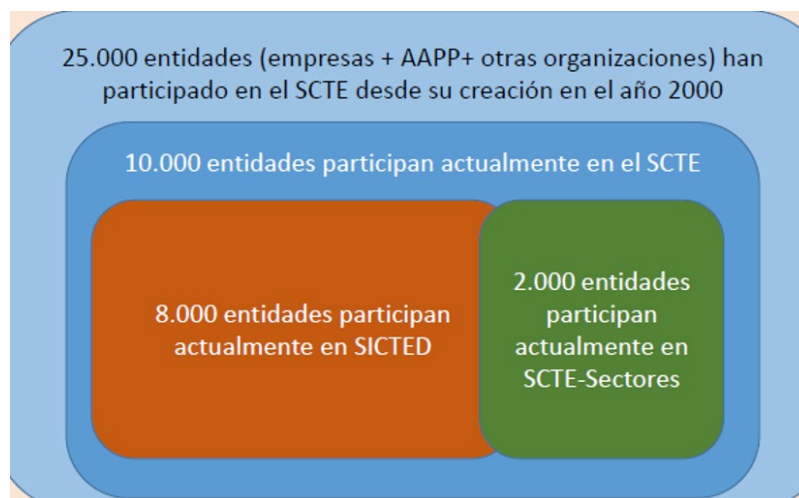 25.000 entidades (empresas + AAPP+ otras organizaciones) han
participado en el SCTE desde su creación en el año 2000
10.000 entidades participan actualmente en el SCTE
8.000 entidades participan
actualmente en SICTED
2.000 entidades
participan
actualmente en
SCTE-Sectores